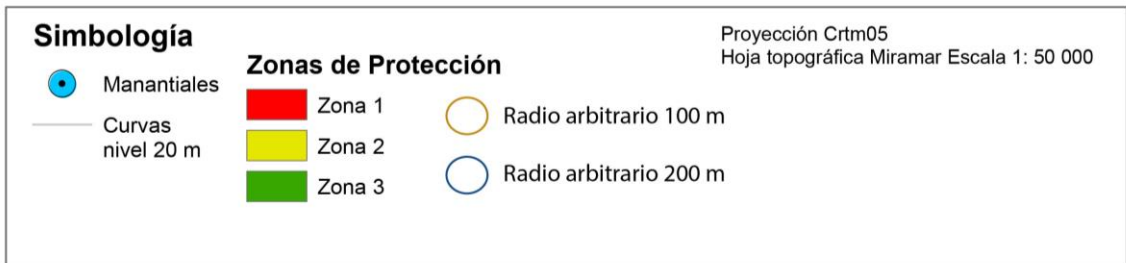 Simbología
Manantiales
Curvas
nivel 20 m
Zonas de Protección
Zona 1
Zona 2
Zona 3
Radio arbitrario 100 m
Radio arbitrario 200 m
Proyección Crtm05
Hoja topográfica Miramar Escala 1: 50 000